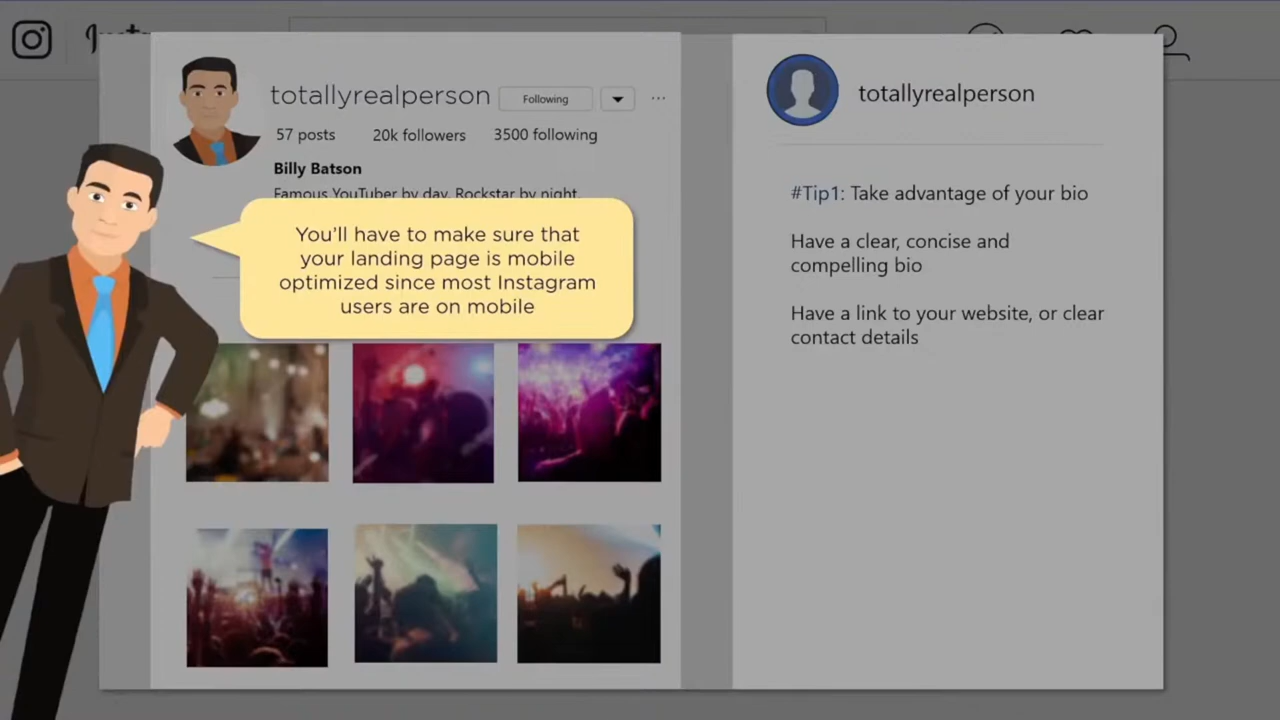 totallyrealperson
Following
57 posts 20k followers 3500 following
Billy Batson
Famous YouTuber by day. Rockstar by night.
You'll have to make sure that
your landing page is mobile
optimized since most Instagram
users are on mobile
totallyrealperson
#Tip1: Take advantage of your bio
Have a clear, concise and
compelling bio
Have a link to your website, or clear
contact details